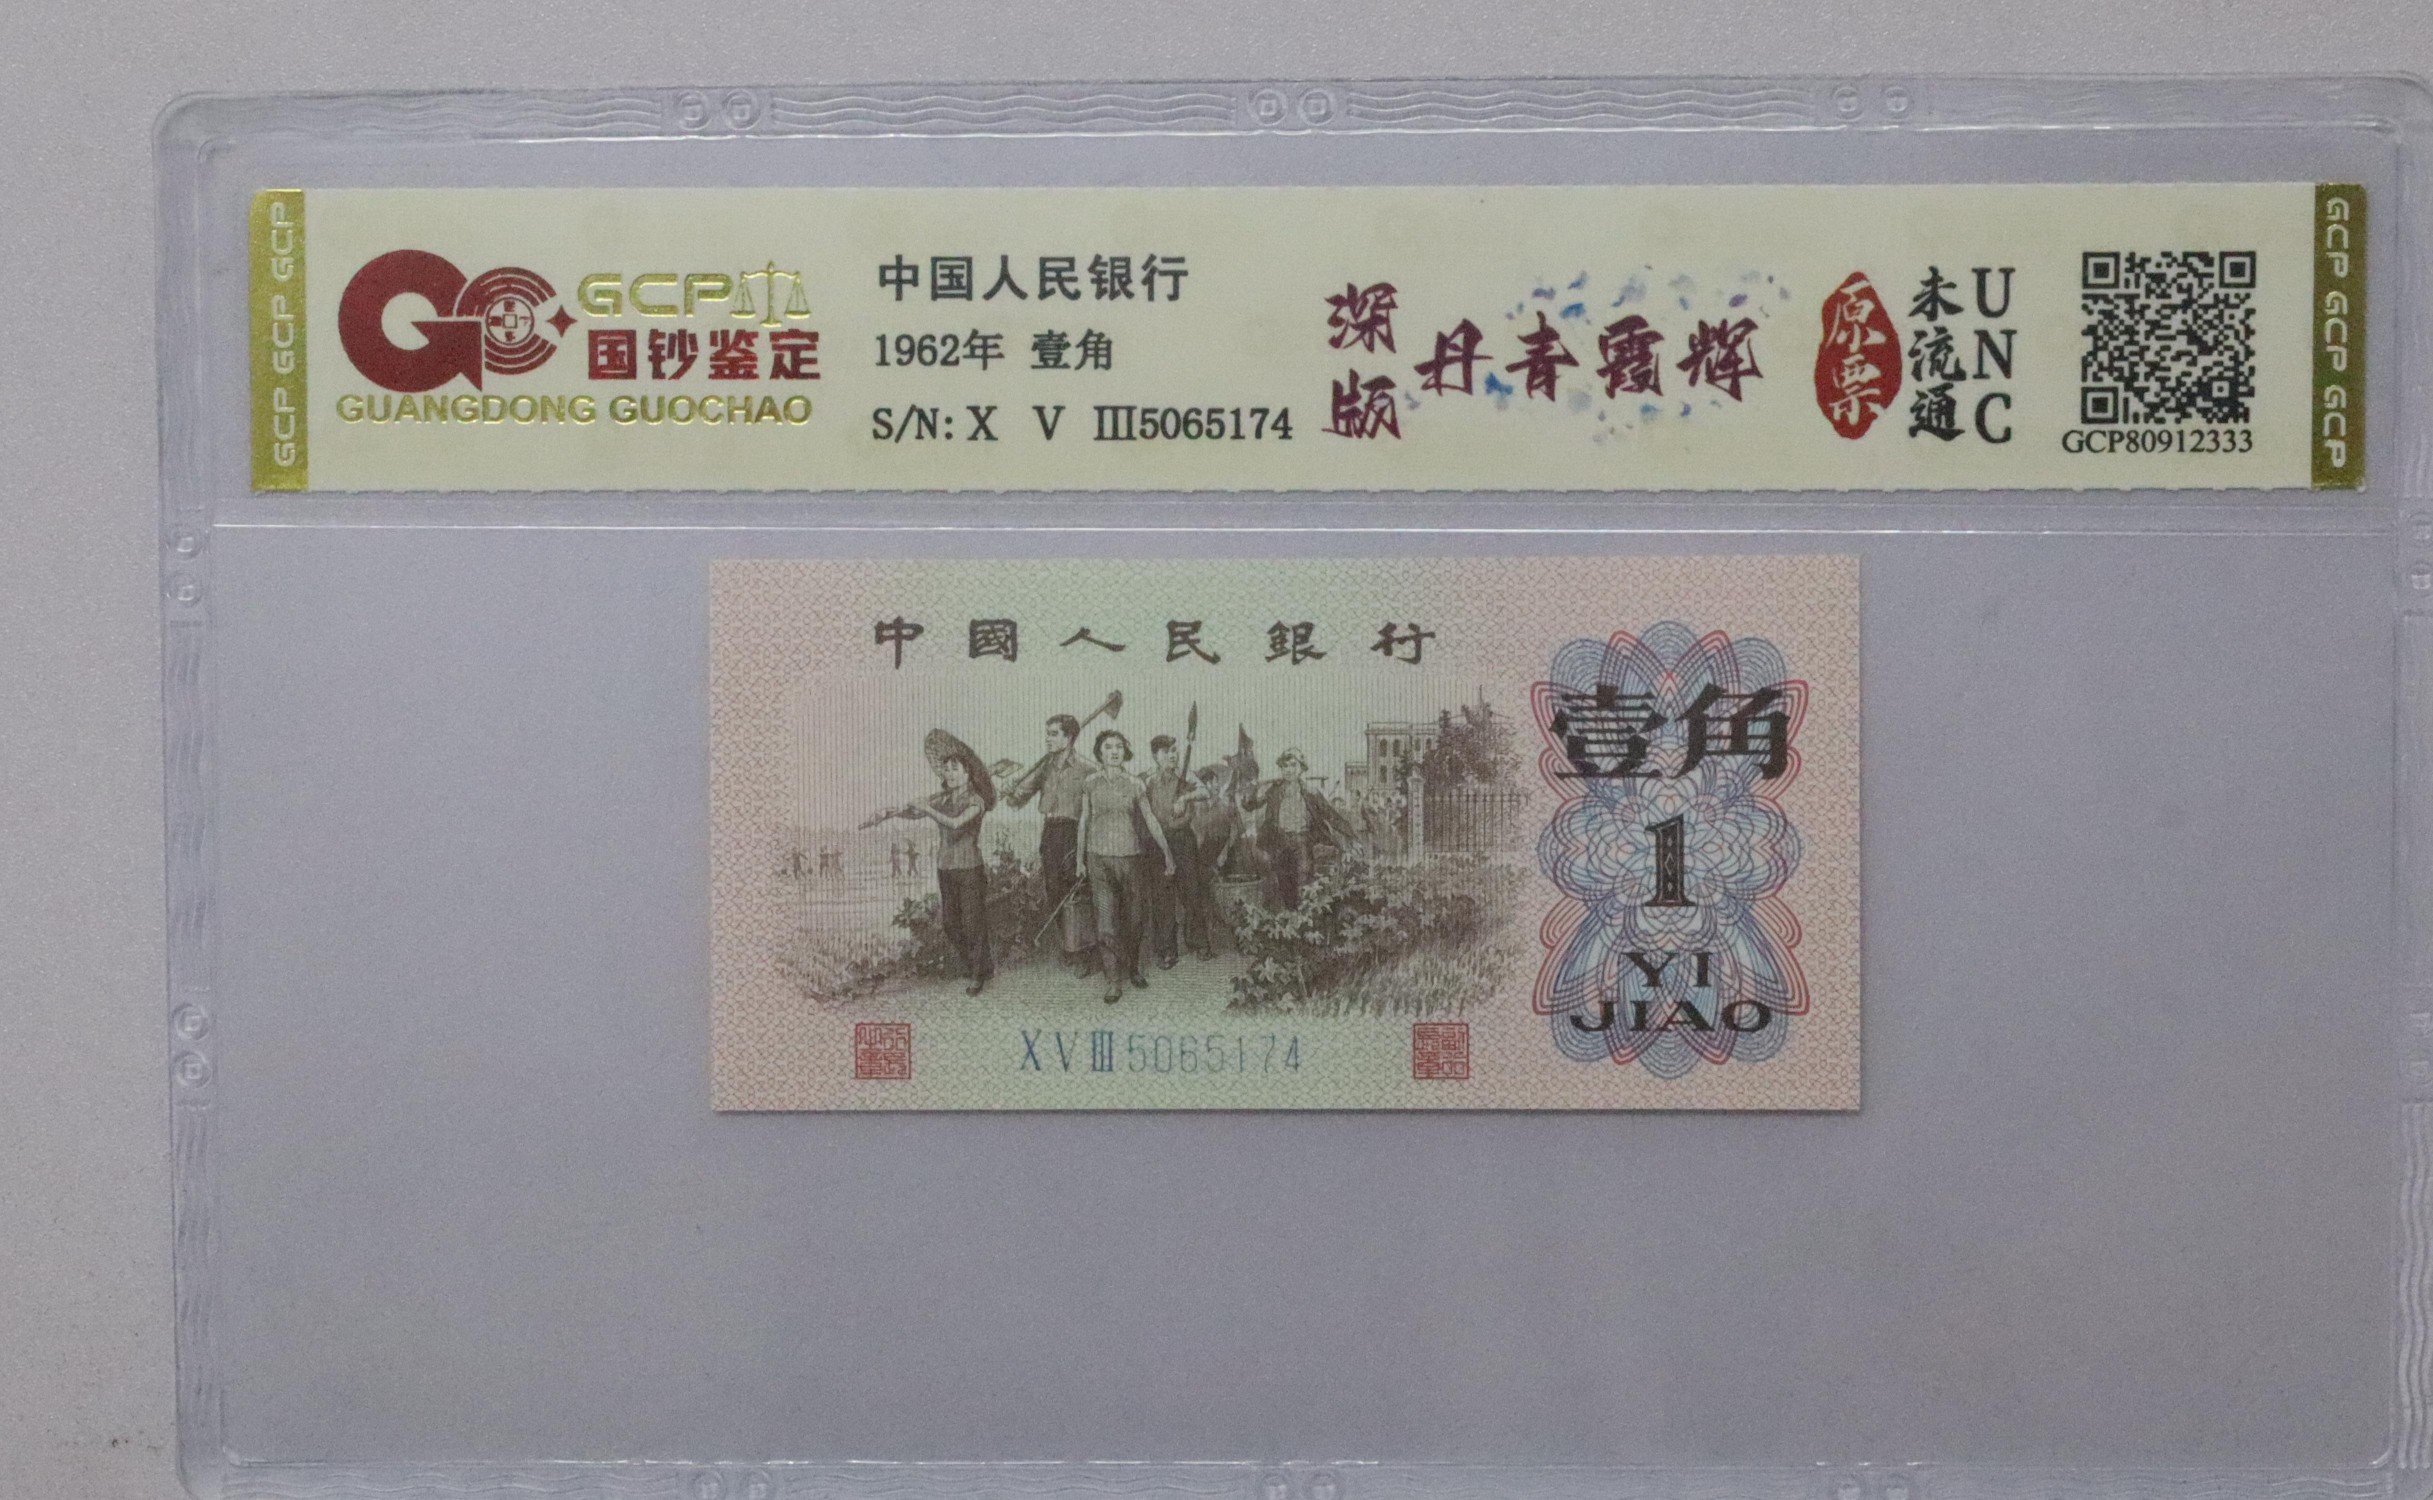 GCP GCP GCP
GCP
国钞鉴定
GUANGDONG GUOCHAO
中国人民银行
1962年 壹角
S/N: X V Ⅲ5065174
深版
丹青霞辉
原票
未流通
UNC
GCP80912333
GCP GCP GCP
中國人民銀行
壹角
1
YI
JIAO
X V Ⅲ 5065174